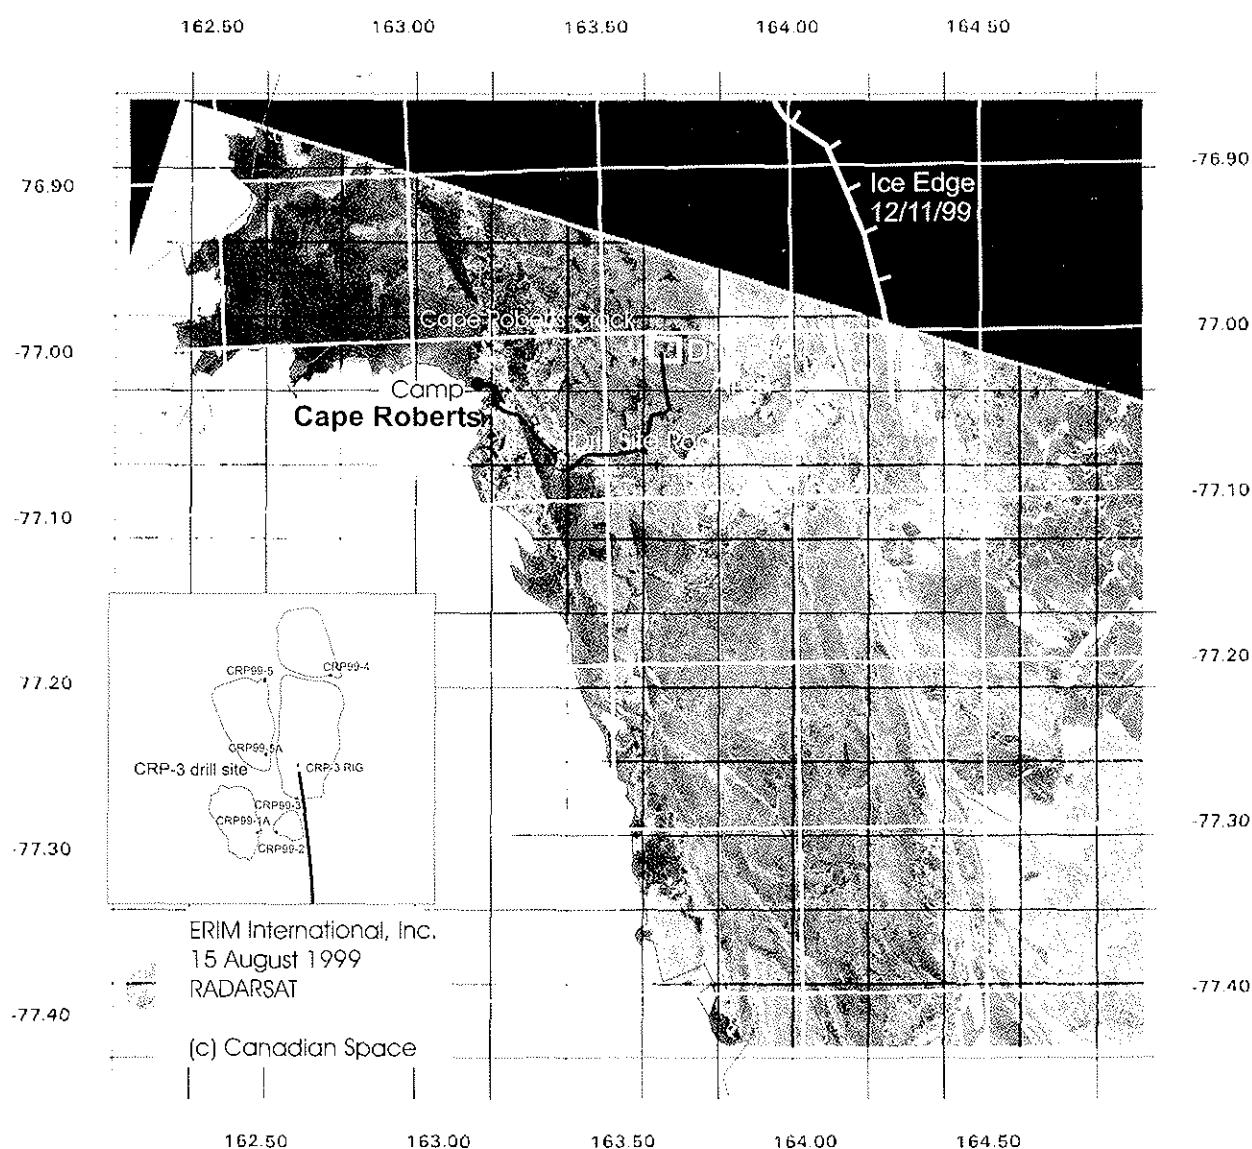 162.50 163.00 163.50 164.00 164.50
-76.90
76.90
Ice Edge
12/11/99
77.00
Cape Roberts Crack
-77.00
Camp
Cape Roberts
Drill Site
-77.10
-77.10
-77.20
77.20
CRP99-5
CRP99-4
CRP99-5A
CRP-3 drill site
CRP-3 RIG
CRP99-3
CRP99-1A
CRP99-2
-77.30
-77.30
ERIM International, Inc.
15 August 1999
RADARSAT
-77.40
-77.40
(c) Canadian Space
162.50 163.00 163.50 164.00 164.50